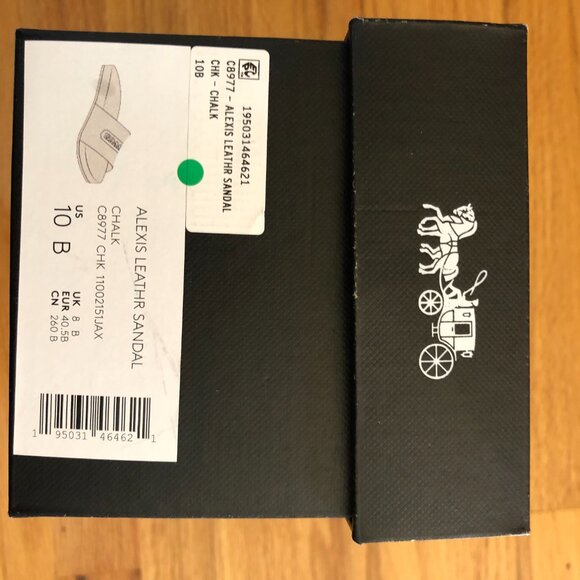 195031464621
C8977 - ALEXIS LEATHR SANDAL
CHK - CHALK
10B
ALEXIS LEATHR SANDAL
CHALK
C8977 CHK 11002151JAX
US
10 B
UK 8 B
EUR 40.5B
CN 260 B
1 95031 46462 1